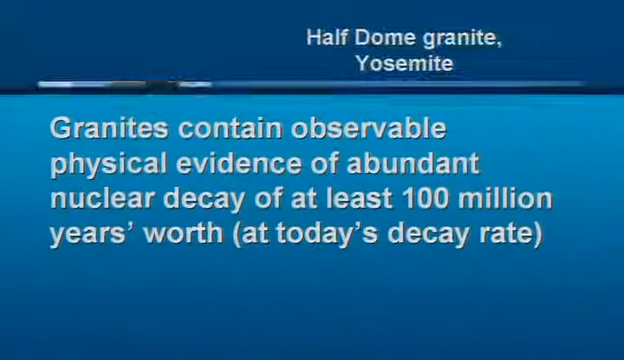 Half Dome granite,
Yosemite
Granites contain observable
physical evidence of abundant
nuclear decay of at least 100 million
years’ worth (at today’s decay rate)